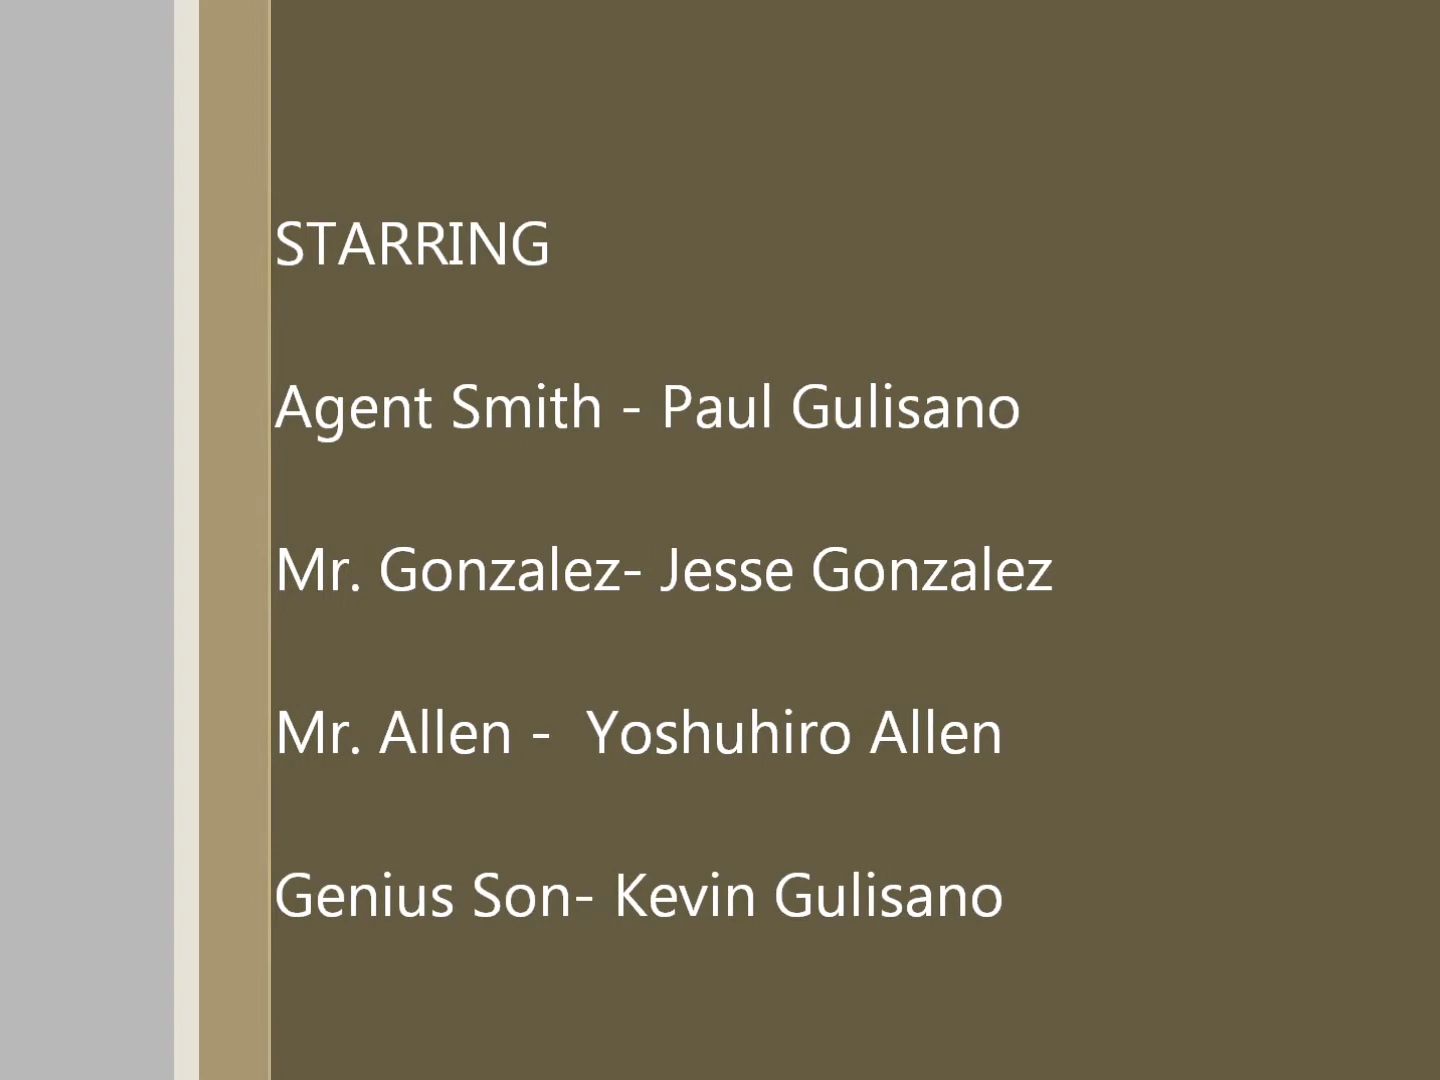 STARRING
Agent Smith - Paul Gulisano
Mr. Gonzalez- Jesse Gonzalez
Mr. Allen -  Yoshuhiro Allen
Genius Son- Kevin Gulisano